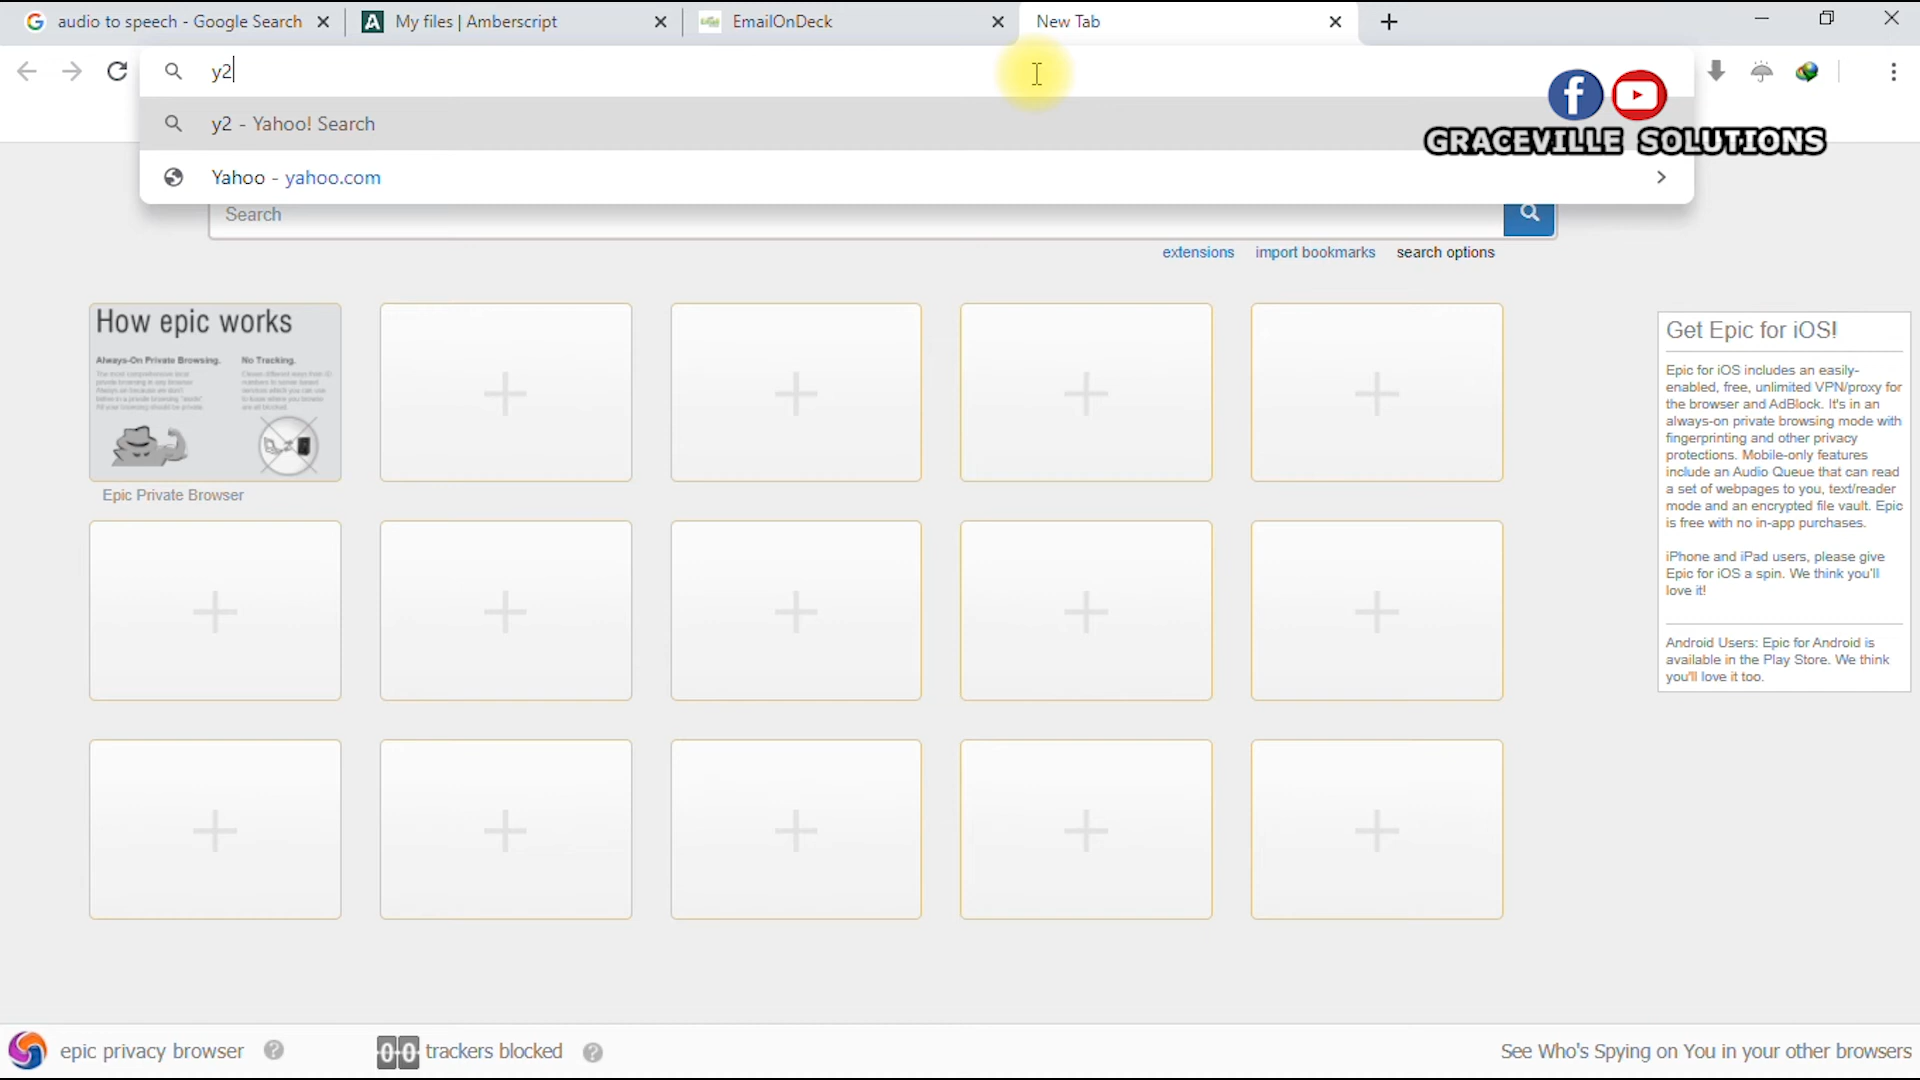 audio to speech - Google Search
My files | Amberscript
EmailOnDeck
New Tab
y2
y2 - Yahoo! Search
Yahoo - yahoo.com
GRACEVILLE SOLUTIONS
Search
extensions
import bookmarks
search options
How epic works
Always-On Private Browsing.
No Tracking.
Epic Private Browser
Get Epic for iOS!
Epic for iOS includes an easily-
enabled, free, unlimited VPN/proxy for
the browser and AdBlock. It's in an
always-on private browsing mode with
fingerprinting and other privacy
protections. Mobile-only features
include an Audio Queue that can read
a set of webpages to you, text/reader
mode and an encrypted file vault. Epic
is free with no in-app purchases.
iPhone and iPad users, please give
Epic for iOS a spin. We think you'll
love it!
Android Users: Epic for Android is
available in the Play Store. We think
you'll love it too.
epic privacy browser
00 trackers blocked
See Who's Spying on You in your other browsers